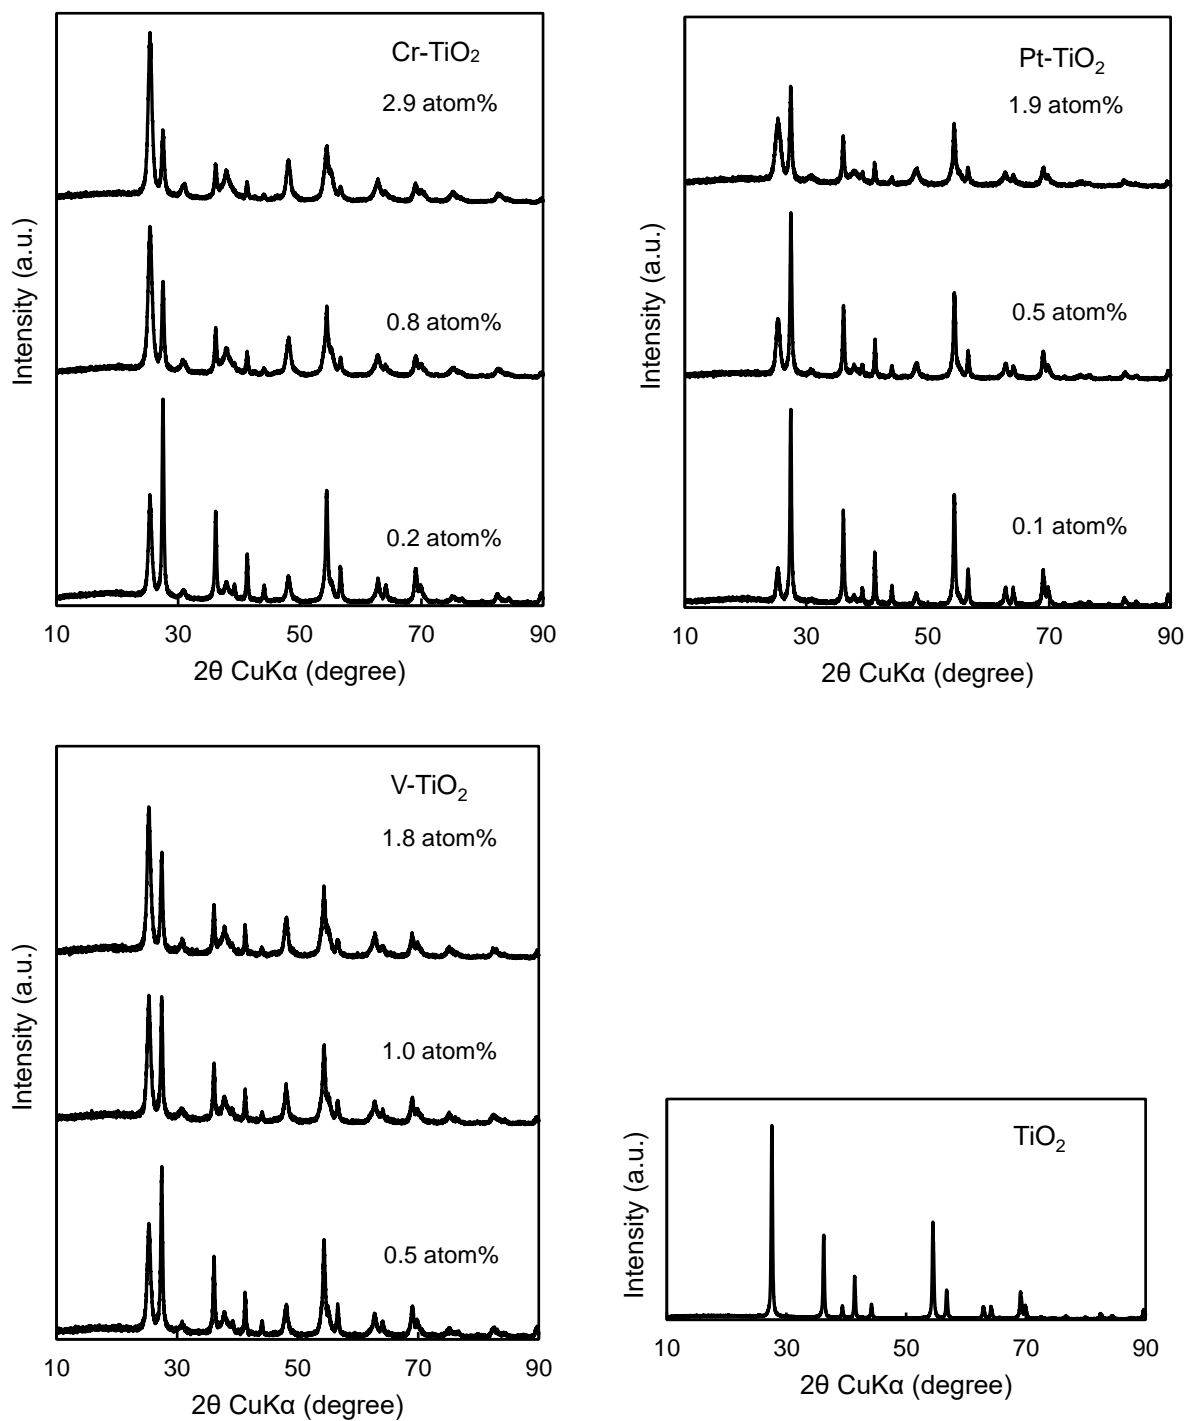 Cr-TiO2
2.9 atom%
0.8 atom%
0.2 atom%
Intensity (a.u.)
10 30 50 70 90
2θ CuKα (degree)
Pt-TiO2
1.9 atom%
0.5 atom%
0.1 atom%
Intensity (a.u.)
10 30 50 70 90
2θ CuKα (degree)
V-TiO2
1.8 atom%
1.0 atom%
0.5 atom%
Intensity (a.u.)
10 30 50 70 90
2θ CuKα (degree)
TiO2
Intensity (a.u.)
10 30 50 70 90
2θ CuKα (degree)